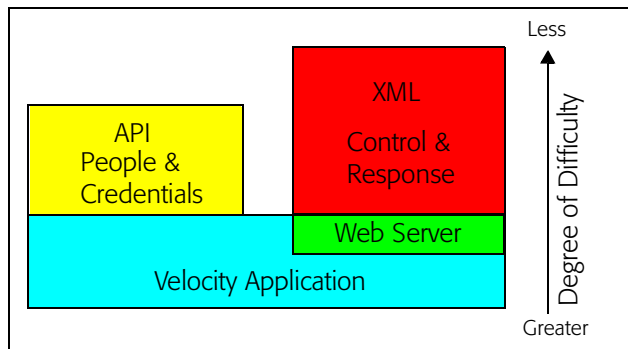 Less
XML
API
People &
Credentials
Control &
Response
Web Server
Velocity Application
Degree of Difficulty
Greater